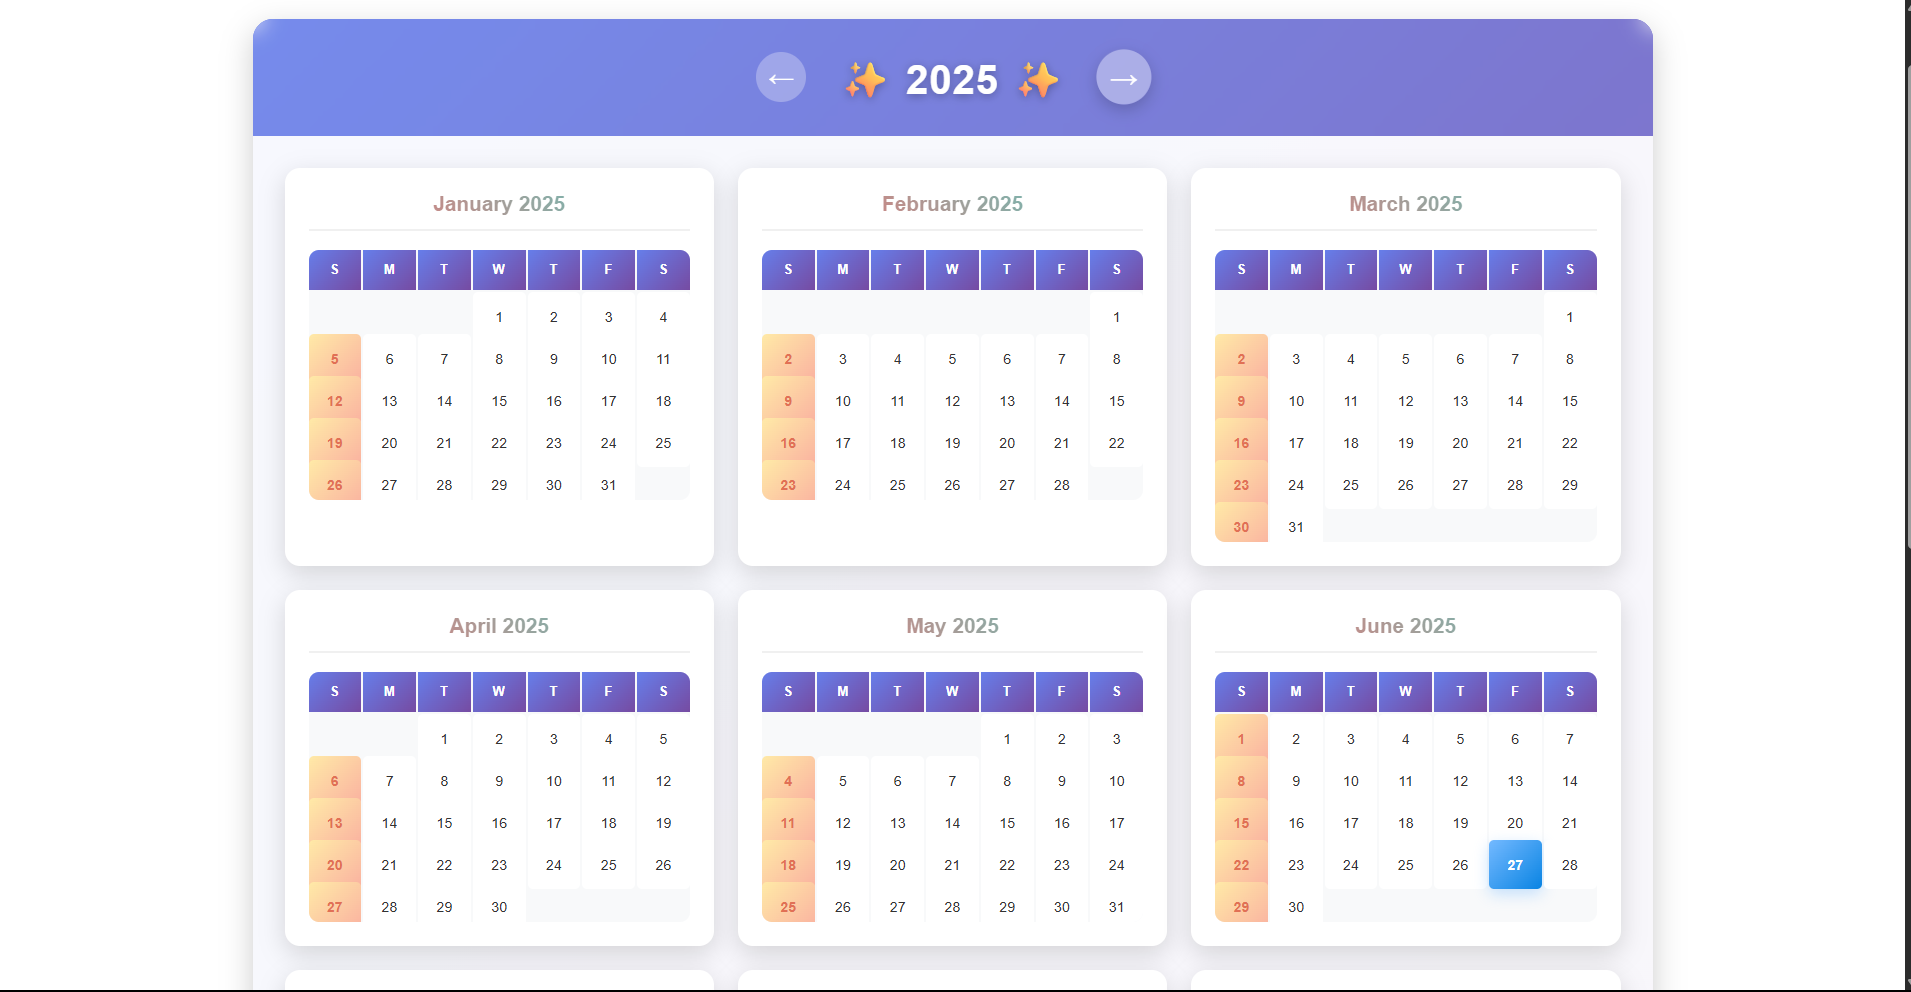 ← ✨ 2025 ✨ →
January 2025
S M T W T F S
1 2 3 4
5 6 7 8 9 10 11
12 13 14 15 16 17 18
19 20 21 22 23 24 25
26 27 28 29 30 31
February 2025
S M T W T F S
1
2 3 4 5 6 7 8
9 10 11 12 13 14 15
16 17 18 19 20 21 22
23 24 25 26 27 28
March 2025
S M T W T F S
1
2 3 4 5 6 7 8
9 10 11 12 13 14 15
16 17 18 19 20 21 22
23 24 25 26 27 28 29
30 31
April 2025
S M T W T F S
1 2 3 4 5
6 7 8 9 10 11 12
13 14 15 16 17 18 19
20 21 22 23 24 25 26
27 28 29 30
May 2025
S M T W T F S
1 2 3
4 5 6 7 8 9 10
11 12 13 14 15 16 17
18 19 20 21 22 23 24
25 26 27 28 29 30 31
June 2025
S M T W T F S
1 2 3 4 5 6 7
8 9 10 11 12 13 14
15 16 17 18 19 20 21
22 23 24 25 26 27 28
29 30